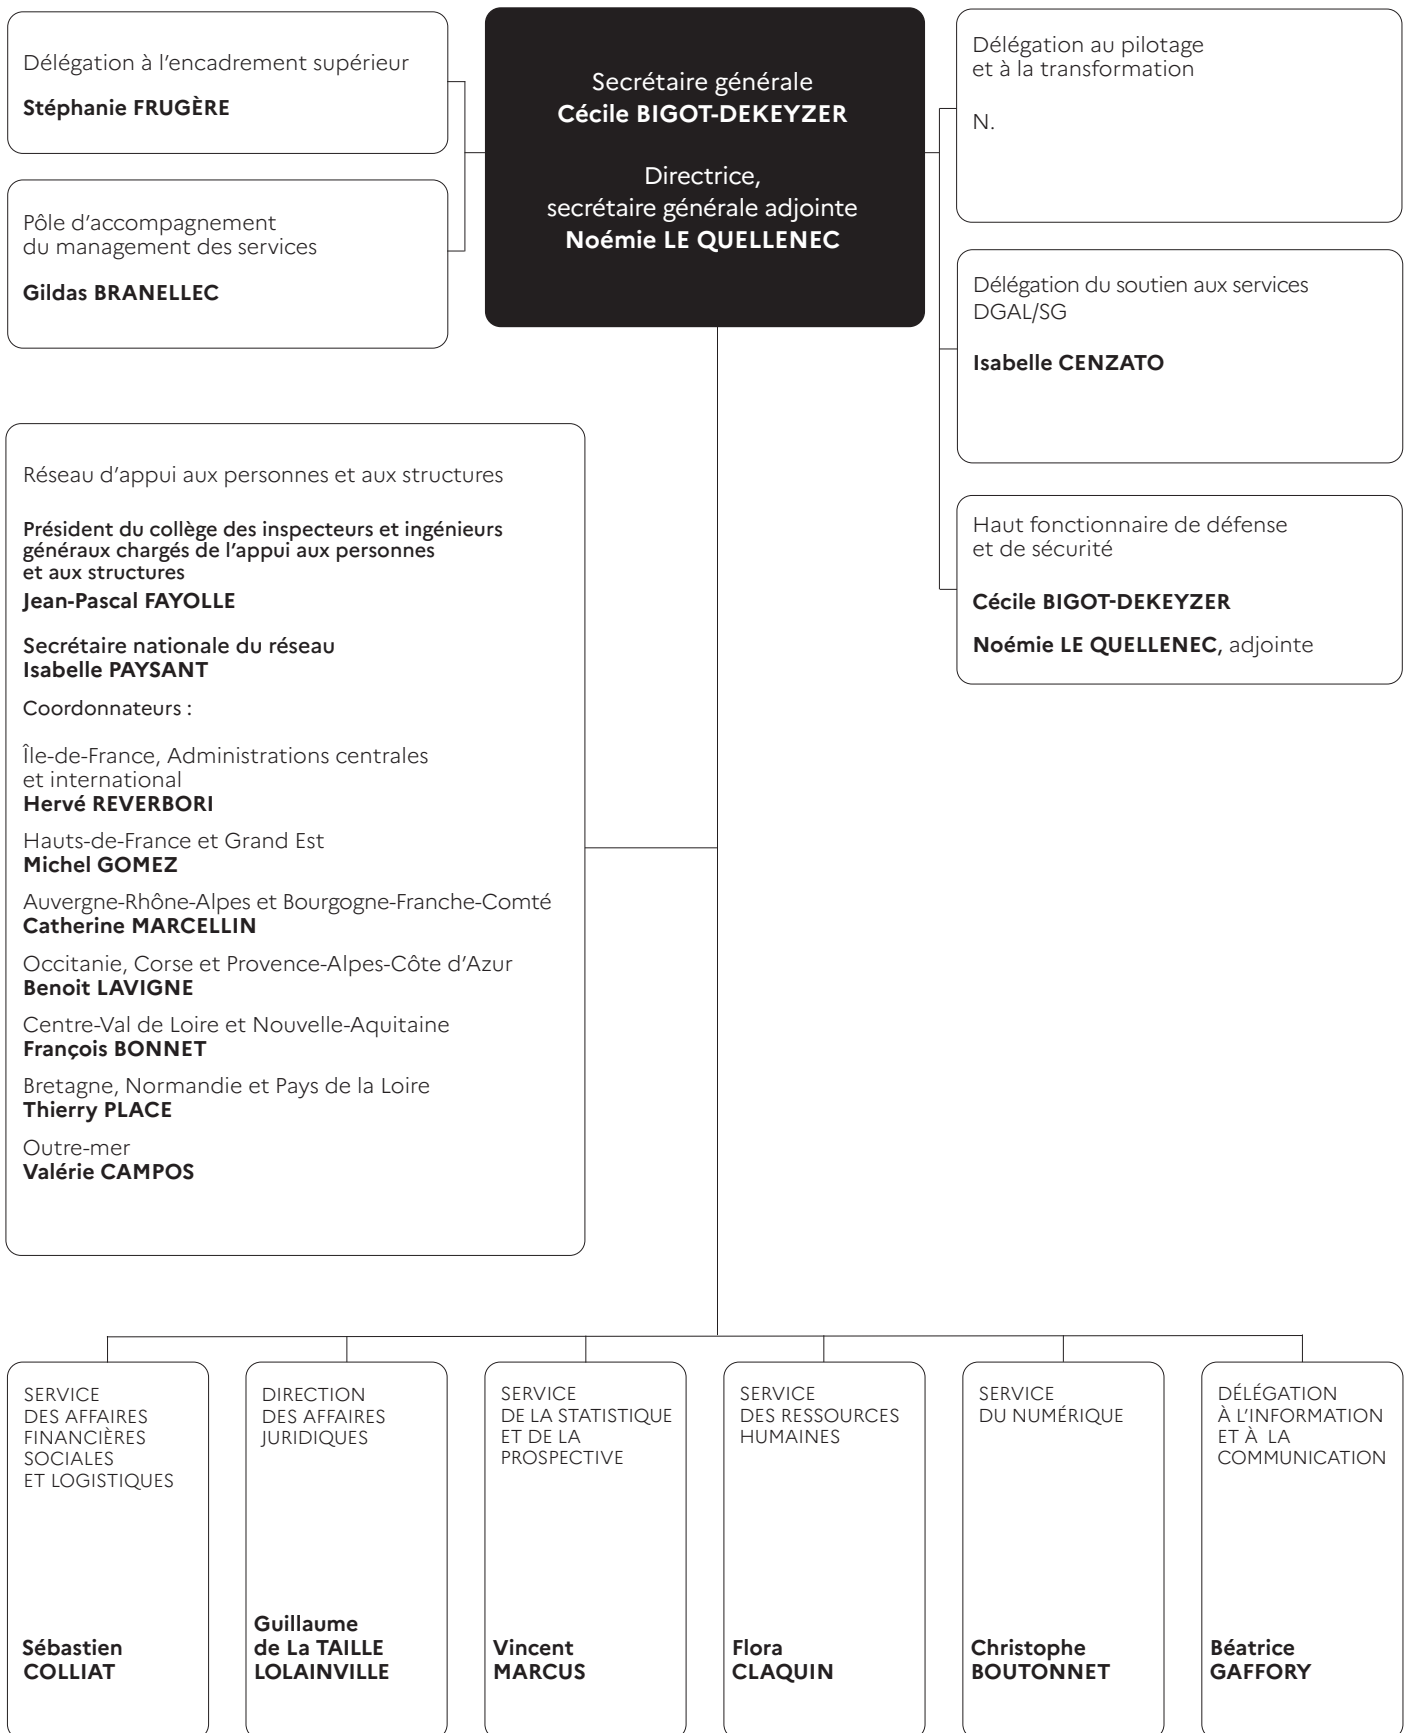 Délégation à l'encadrement supérieur
Stéphanie FRUGÈRE
Pôle d'accompagnement
du management des services
Gildas BRANELLEC
Secrétaire générale
Cécile BIGOT-DEKEYZER
Directrice,
secrétaire générale adjointe
Noémie LE QUELLENEC
Délégation au pilotage
et à la transformation
N.
Délégation du soutien aux services
DGAL/SG
Isabelle CENZATO
Haut fonctionnaire de défense
et de sécurité
Cécile BIGOT-DEKEYZER
Noémie LE QUELLENEC, adjointe
Réseau d'appui aux personnes et aux structures
Président du collège des inspecteurs et ingénieurs
généraux chargés de l'appui aux personnes
et aux structures
Jean-Pascal FAYOLLE
Secrétaire nationale du réseau
Isabelle PAYSANT
Coordonnateurs :
Île-de-France, Administrations centrales
et international
Hervé REVERBORI
Hauts-de-France et Grand Est
Michel GOMEZ
Auvergne-Rhône-Alpes et Bourgogne-Franche-Comté
Catherine MARCELLIN
Occitanie, Corse et Provence-Alpes-Côte d'Azur
Benoit LAVIGNE
Centre-Val de Loire et Nouvelle-Aquitaine
François BONNET
Bretagne, Normandie et Pays de la Loire
Thierry PLACE
Outre-mer
Valérie CAMPOS
SERVICE
DES AFFAIRES
FINANCIÈRES
SOCIALES
ET LOGISTIQUES
Sébastien
COLLIAT
DIRECTION
DES AFFAIRES
JURIDIQUES
Guillaume
de La TAILLE
LOLAINVILLE
SERVICE
DE LA STATISTIQUE
ET DE LA
PROSPECTIVE
Vincent
MARCUS
SERVICE
DES RESSOURCES
HUMAINES
Flora
CLAQUIN
SERVICE
DU NUMÉRIQUE
Christophe
BOUTONNET
DÉLÉGATION
À L'INFORMATION
ET À LA
COMMUNICATION
Béatrice
GAFFORY